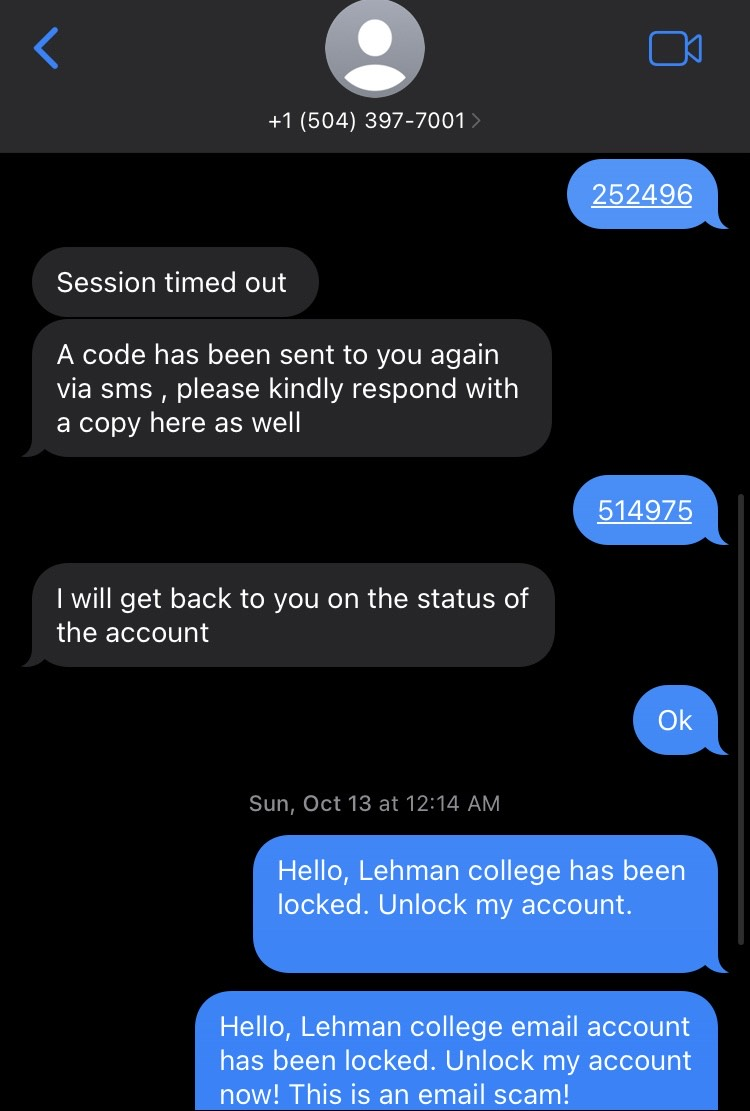 +1 (504) 397-7001
252496
Session timed out
A code has been sent to you again
via sms , please kindly respond with
a copy here as well
514975
I will get back to you on the status of
the account
Ok
Sun, Oct 13 at 12:14 AM
Hello, Lehman college has been
locked. Unlock my account.
Hello, Lehman college email account
has been locked. Unlock my account
now! This is an email scam!